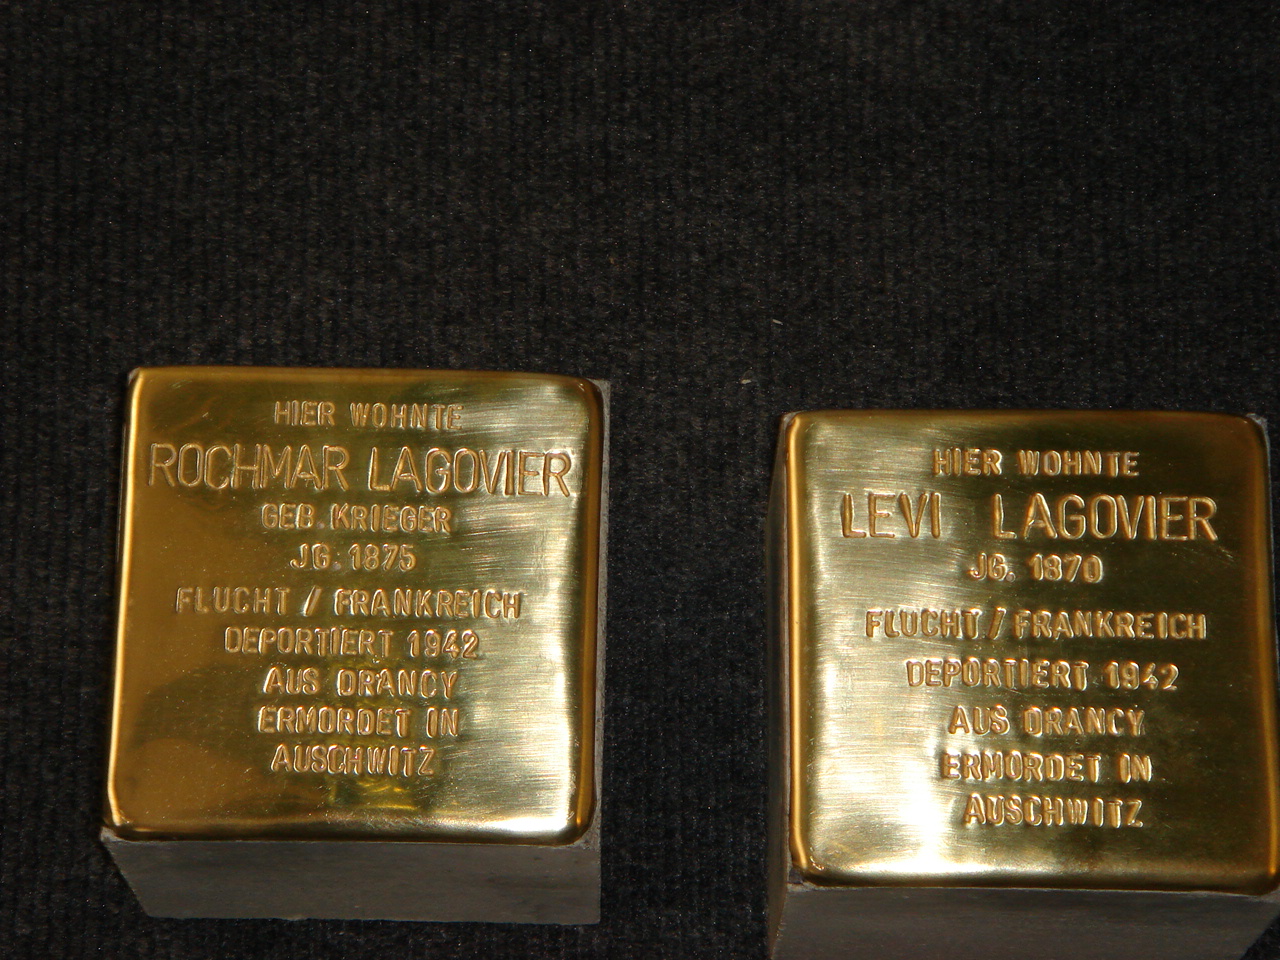 HIER WOHNTE
ROCHMAR LAGOVIER
GEB. KRIEGER
JG. 1875
FLUCHT / FRANKREICH
DEPORTIERT 1942
AUS DRANCY
ERMORDET IN
AUSCHWITZ
HIER WOHNTE
LEVI LAGOVIER
JG. 1870
FLUCHT / FRANKREICH
DEPORTIERT 1942
AUS DRANCY
ERMORDET IN
AUSCHWITZ